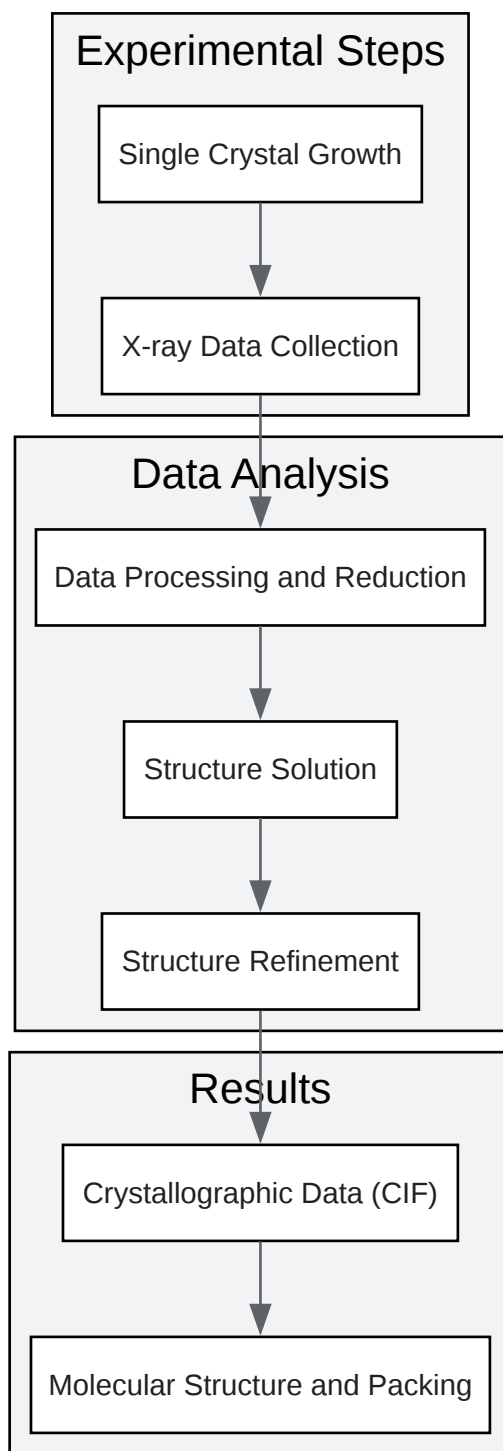 Experimental Steps
Single Crystal Growth
X-ray Data Collection
Data Analysis
Data Processing and Reduction
Structure Solution
Structure Refinement
Results
Crystallographic Data (CIF)
Molecular Structure and Packing